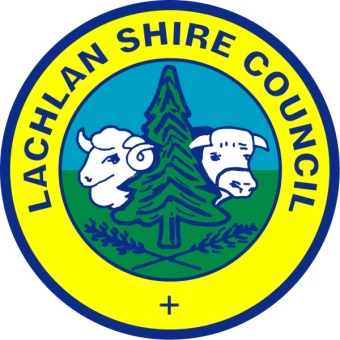 LACHLAN SHIRE COUNCIL
+